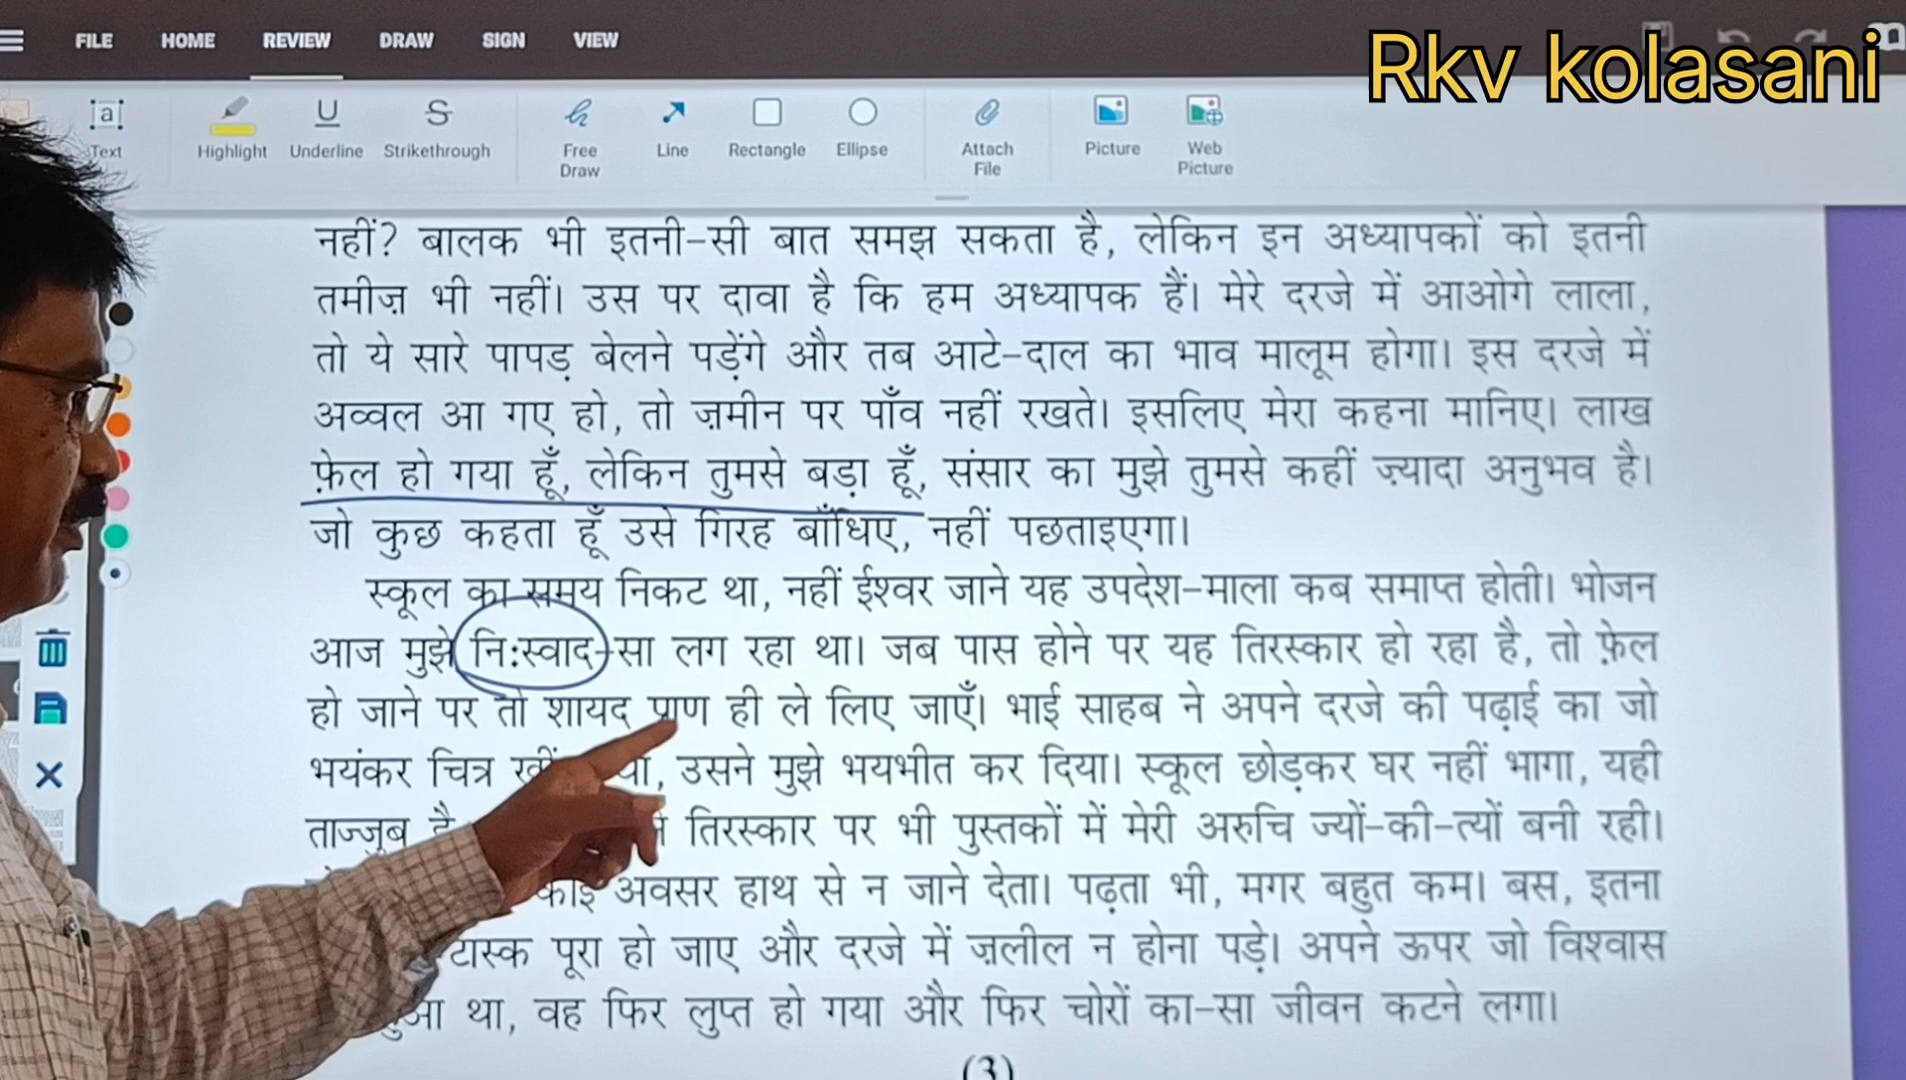 FILE HOME REVIEW DRAW SIGN VIEW
Rkv kolasani
Text Highlight Underline Strikethrough Free Draw Line Rectangle Ellipse Attach File Picture Web Picture
नहीं? बालक भी इतनी-सी बात समझ सकता है, लेकिन इन अध्यापकों को इतनी
तमीज़ भी नहीं। उस पर दावा है कि हम अध्यापक हैं। मेरे दरजे में आओगे लाला,
तो ये सारे पापड़ बेलने पड़ेंगे और तब आटे-दाल का भाव मालूम होगा। इस दरजे में
अव्वल आ गए हो, तो ज़मीन पर पाँव नहीं रखते। इसलिए मेरा कहना मानिए। लाख
फ़ेल हो गया हूँ, लेकिन तुमसे बड़ा हूँ, संसार का मुझे तुमसे कहीं ज़्यादा अनुभव है।
जो कुछ कहता हूँ उसे गिरह बाँधिए, नहीं पछताइएगा।
स्कूल का समय निकट था, नहीं ईश्वर जाने यह उपदेश-माला कब समाप्त होती। भोजन
आज मुझे निःस्वाद-सा लग रहा था। जब पास होने पर यह तिरस्कार हो रहा है, तो फ़ेल
हो जाने पर तो शायद प्राण ही ले लिए जाएँ। भाई साहब ने अपने दरजे की पढ़ाई का जो
भयंकर चित्र उसने मुझे भयभीत कर दिया। स्कूल छोड़कर घर नहीं भागा, यही
ताज्जुब है तिरस्कार पर भी पुस्तकों में मेरी अरुचि ज्यों-की-त्यों बनी रही।
कोई अवसर हाथ से न जाने देता। पढ़ता भी, मगर बहुत कम। बस, इतना
टास्क पूरा हो जाए और दरजे में ज़लील न होना पड़े। अपने ऊपर जो विश्वास
हुआ था, वह फिर लुप्त हो गया और फिर चोरों का-सा जीवन कटने लगा।
(3)